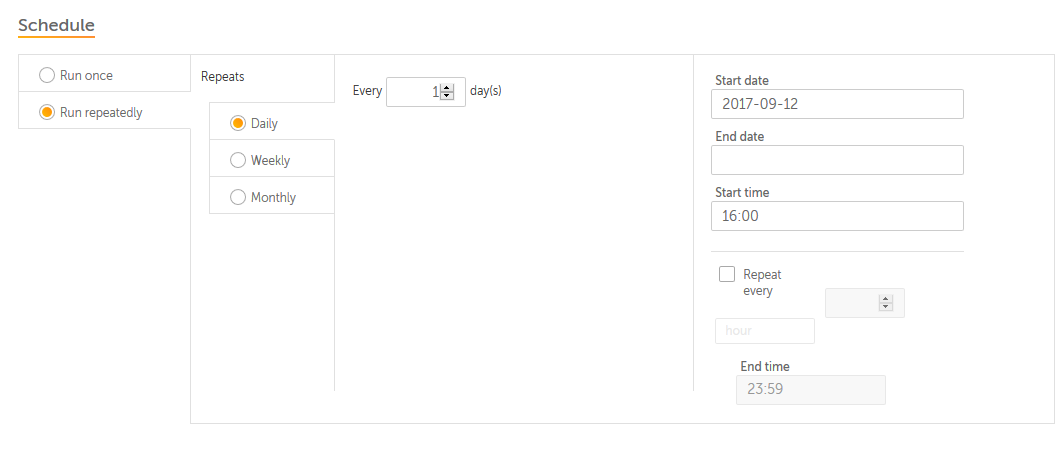 Schedule
Run once
Run repeatedly
Repeats
Daily
Weekly
Monthly
Every 1 day(s)
Start date
2017-09-12
End date
Start time
16:00
Repeat
every
hour
End time
23:59